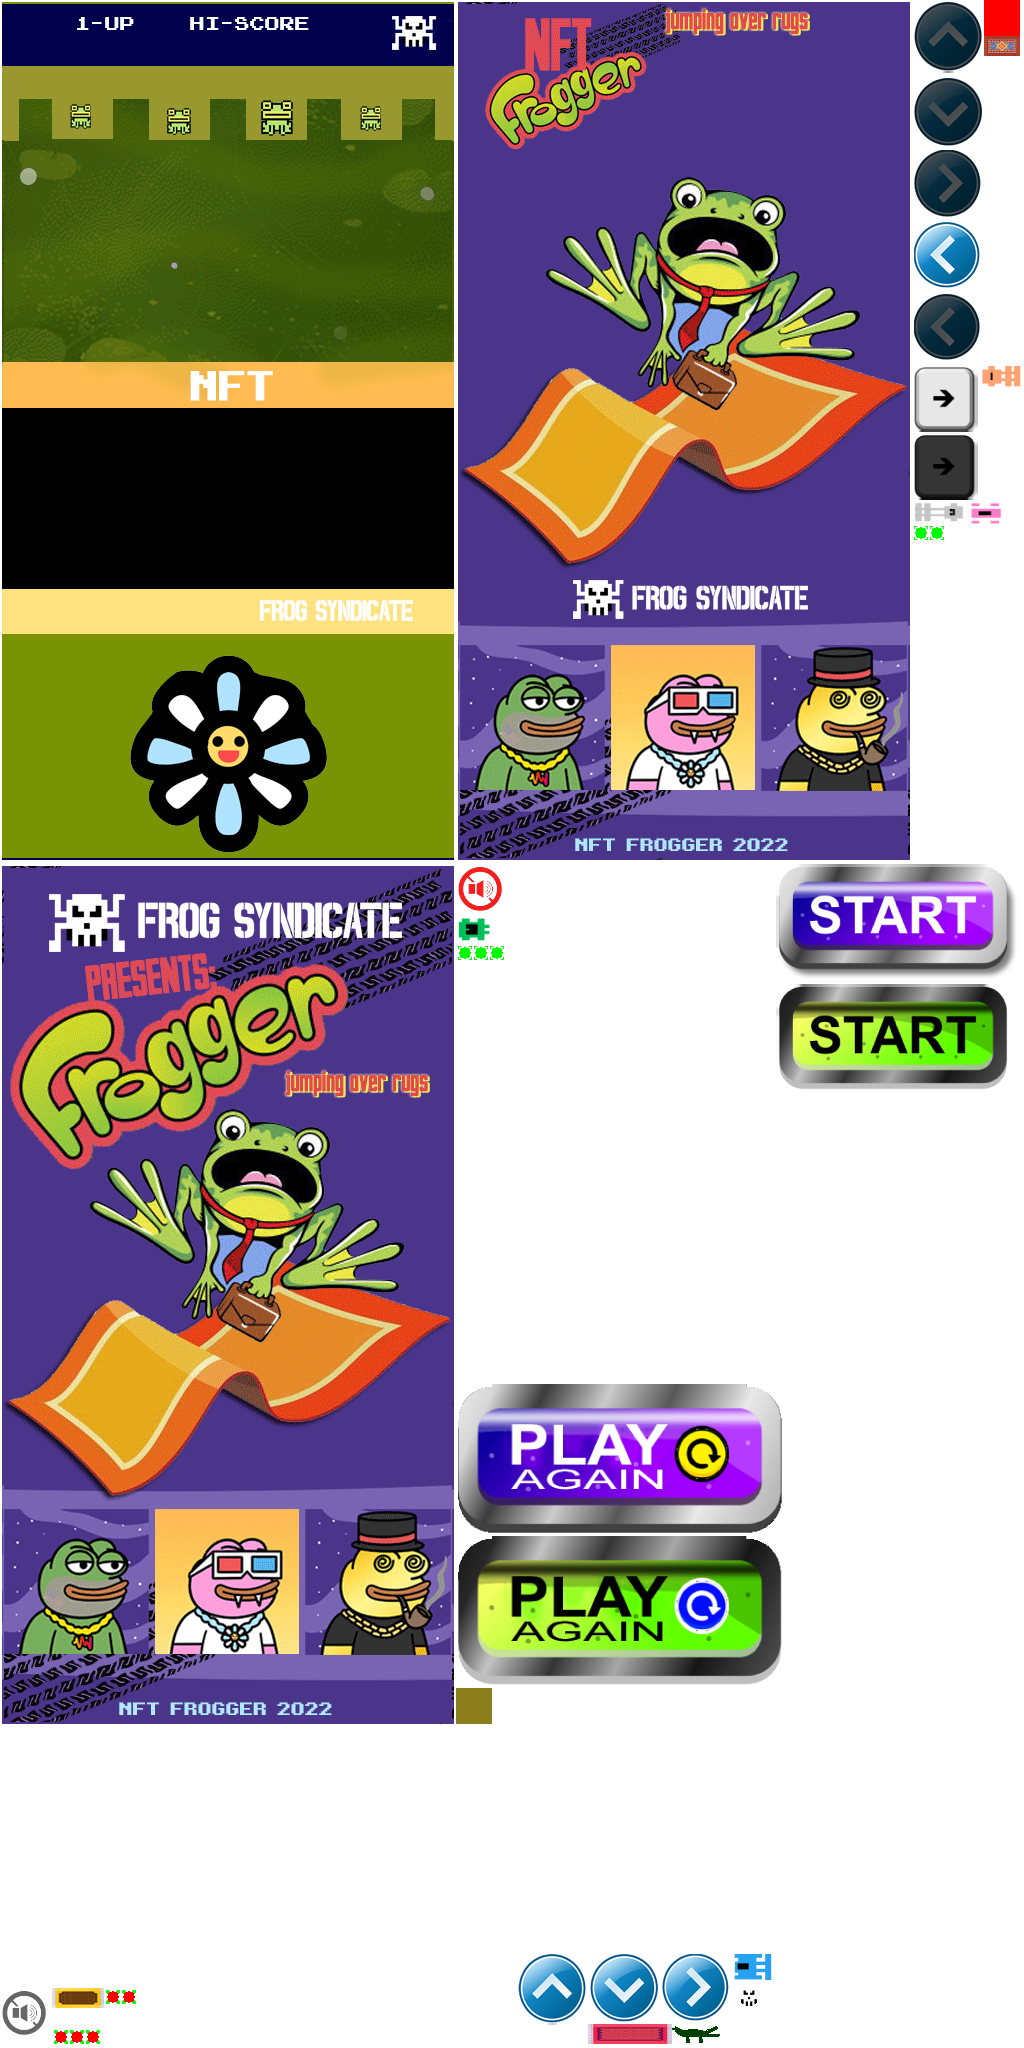 1-UP HI-SCORE
NFT
FROG SYNDICATE
NFT
Frogger
jumping over rugs
FROG SYNDICATE
NFT FROGGER 2022
FROG SYNDICATE
PRESENTS:
Frogger
jumping over rugs
NFT FROGGER 2022
START
START
PLAY
AGAIN
PLAY
AGAIN